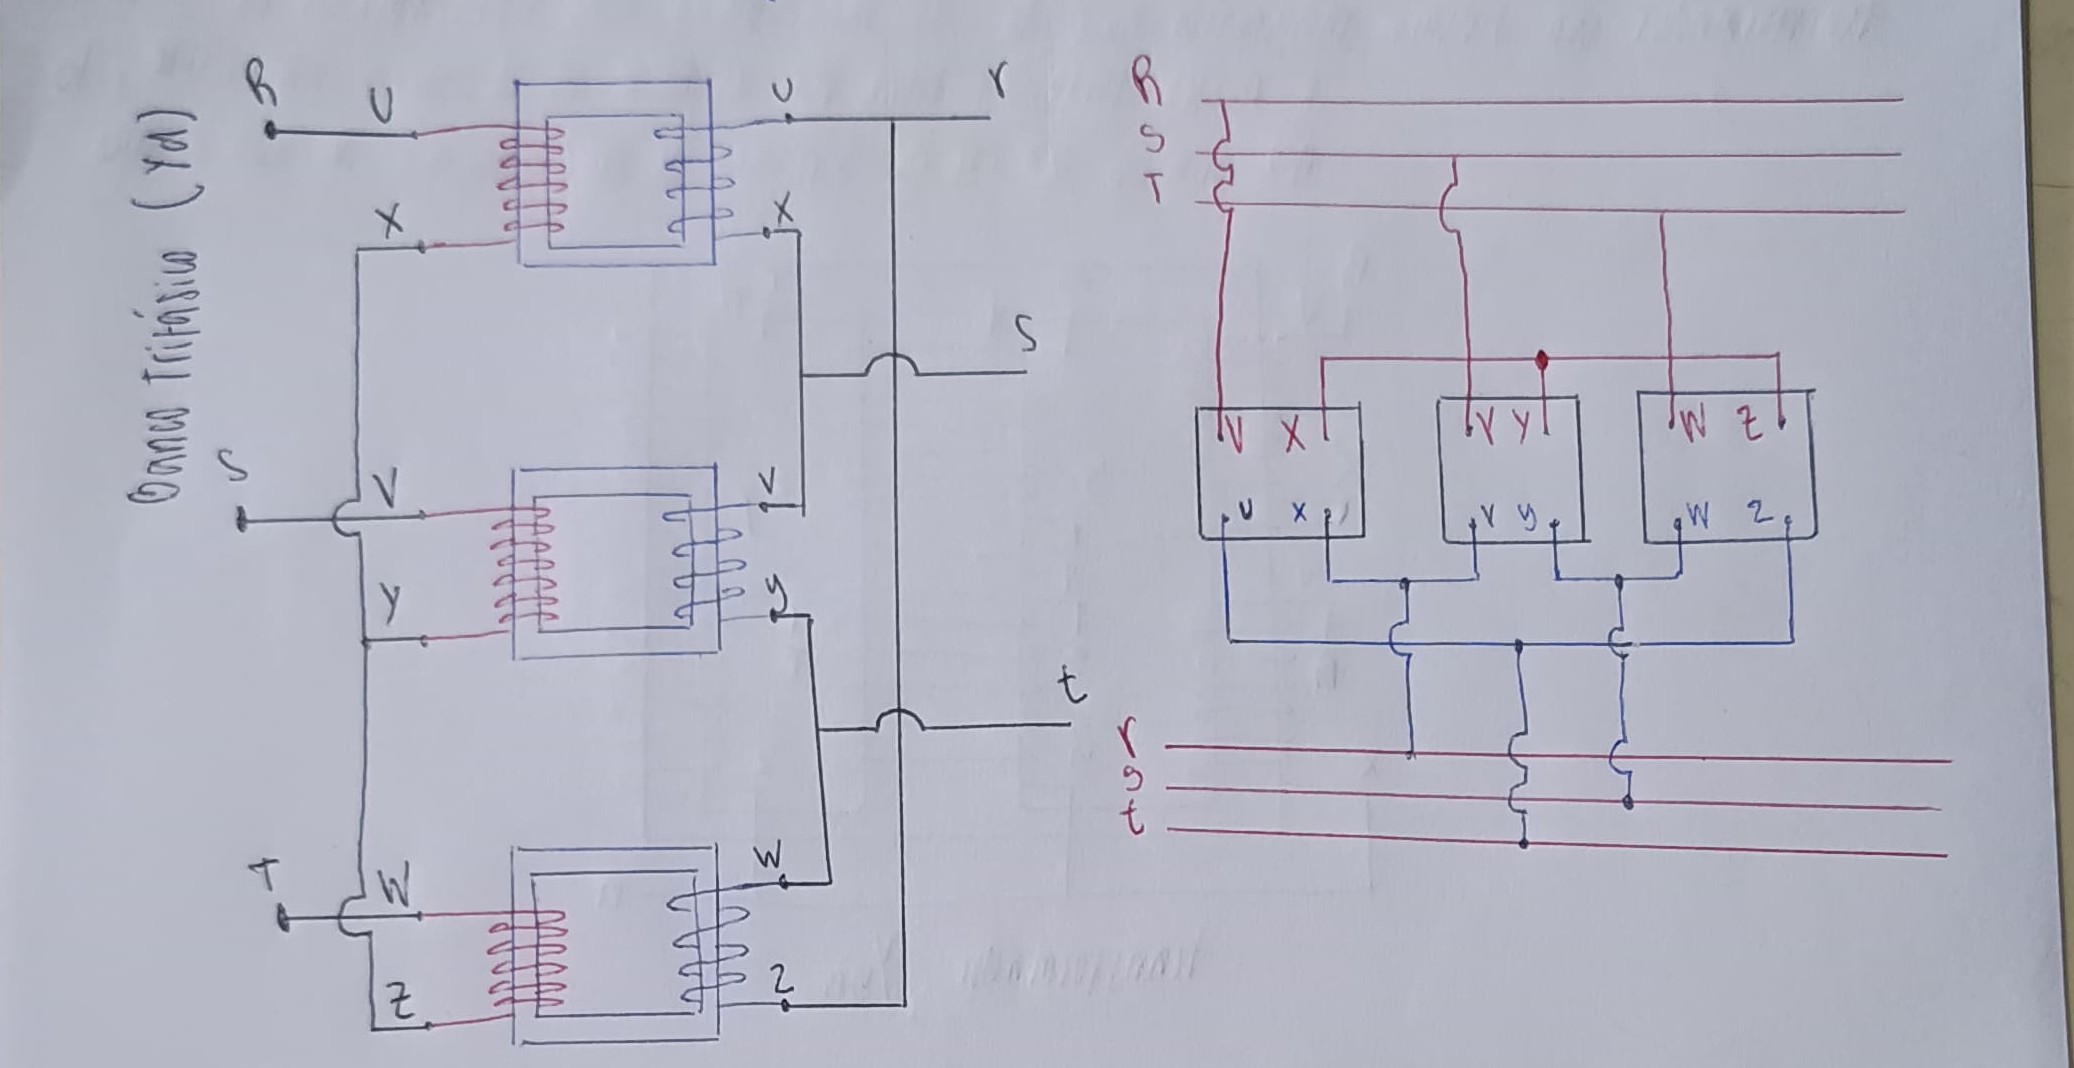 Banco Trifásico (Yd)
R
U
X
u
x
r
s
S
V
Y
v
y
t
T
W
Z
w
z
R
S
T
V X
V Y
W Z
u x
v y
w z
r
s
t